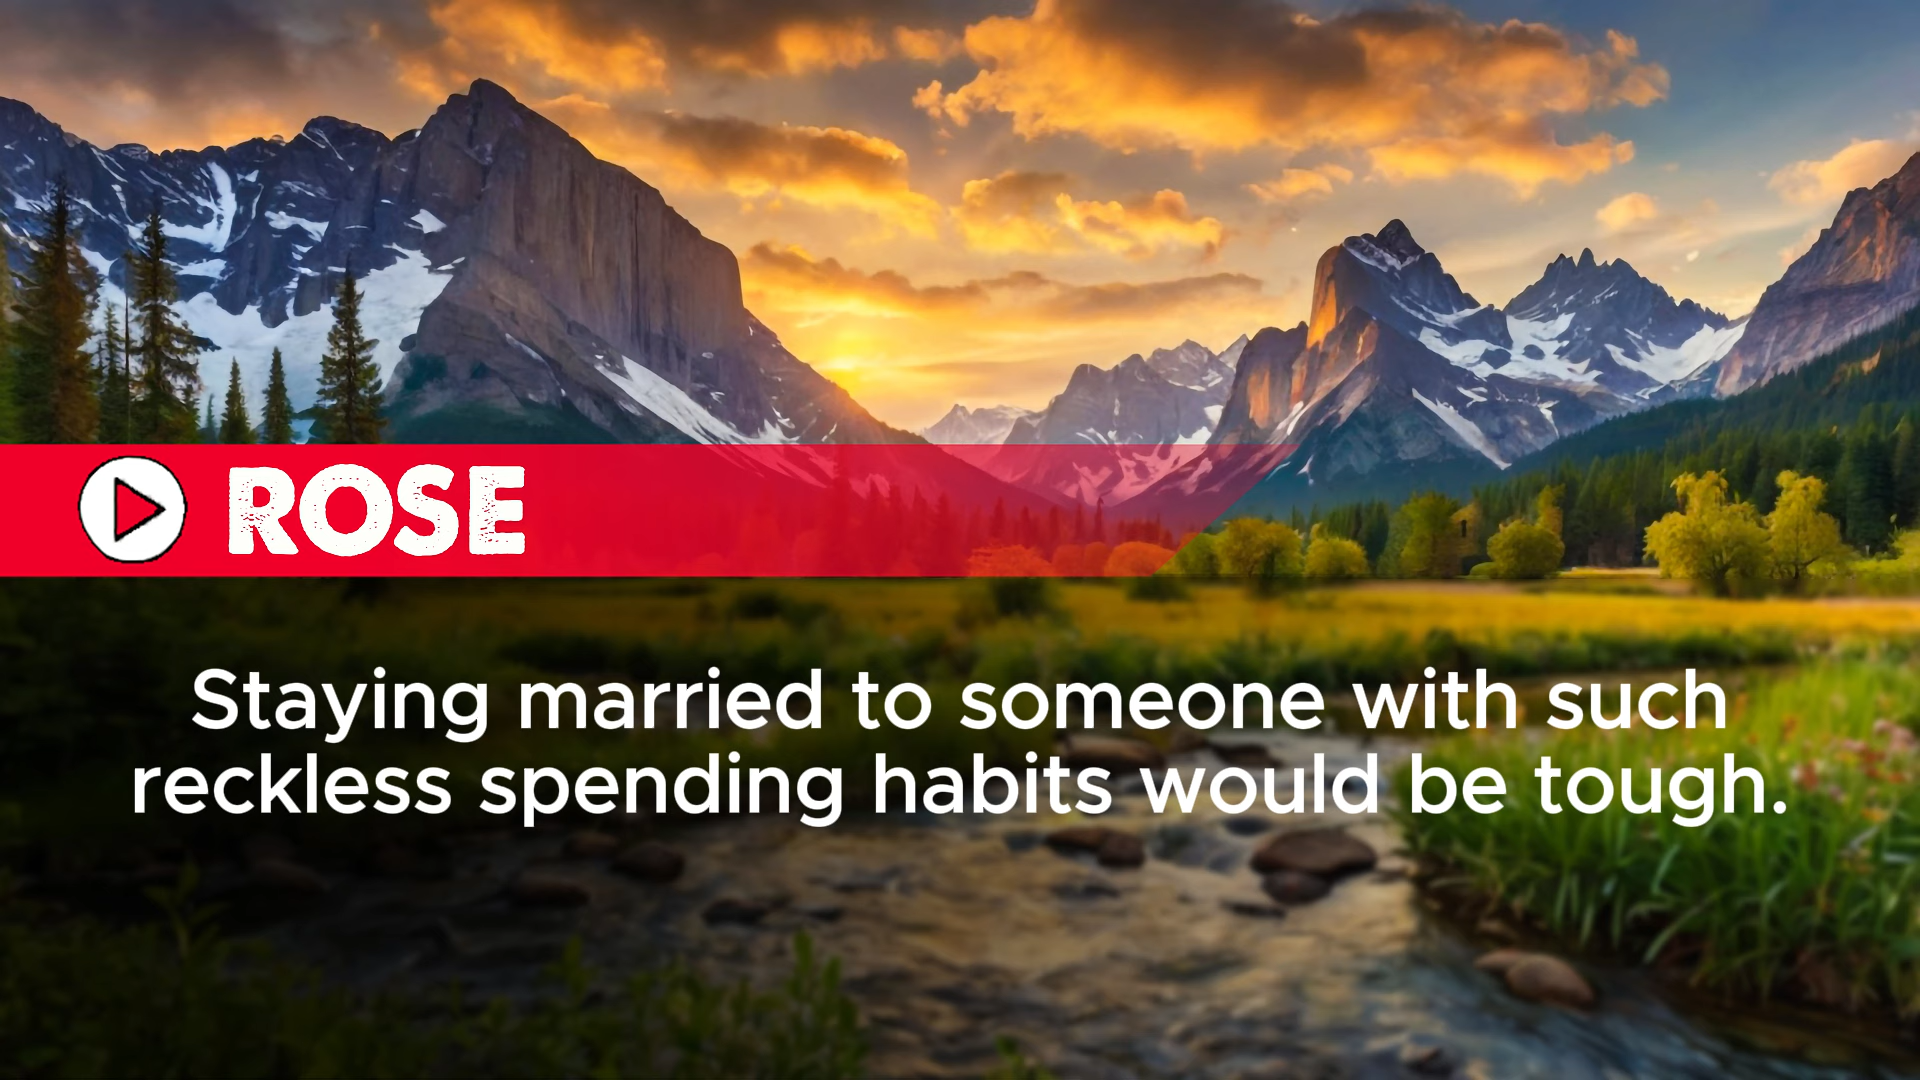 ROSE
Staying married to someone with such
reckless spending habits would be tough.